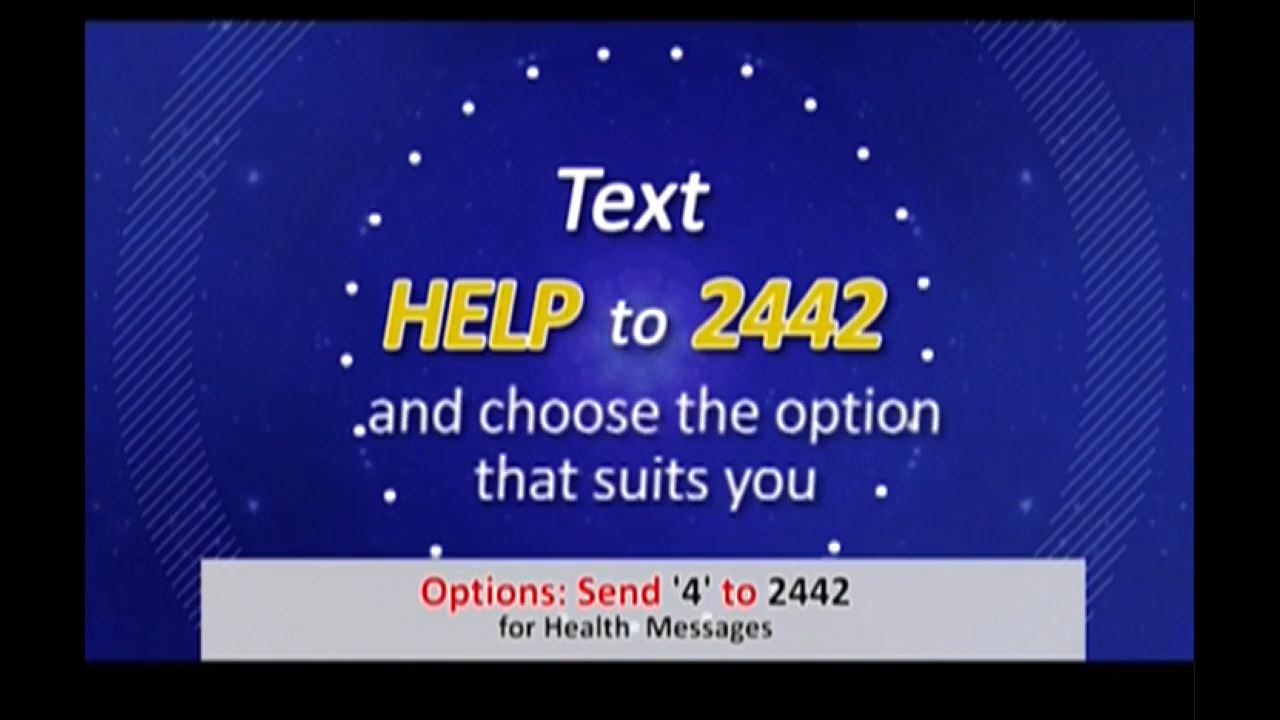 Text
HELP to 2442
and choose the option
that suits you
Options: Send '4' to 2442
for Health Messages